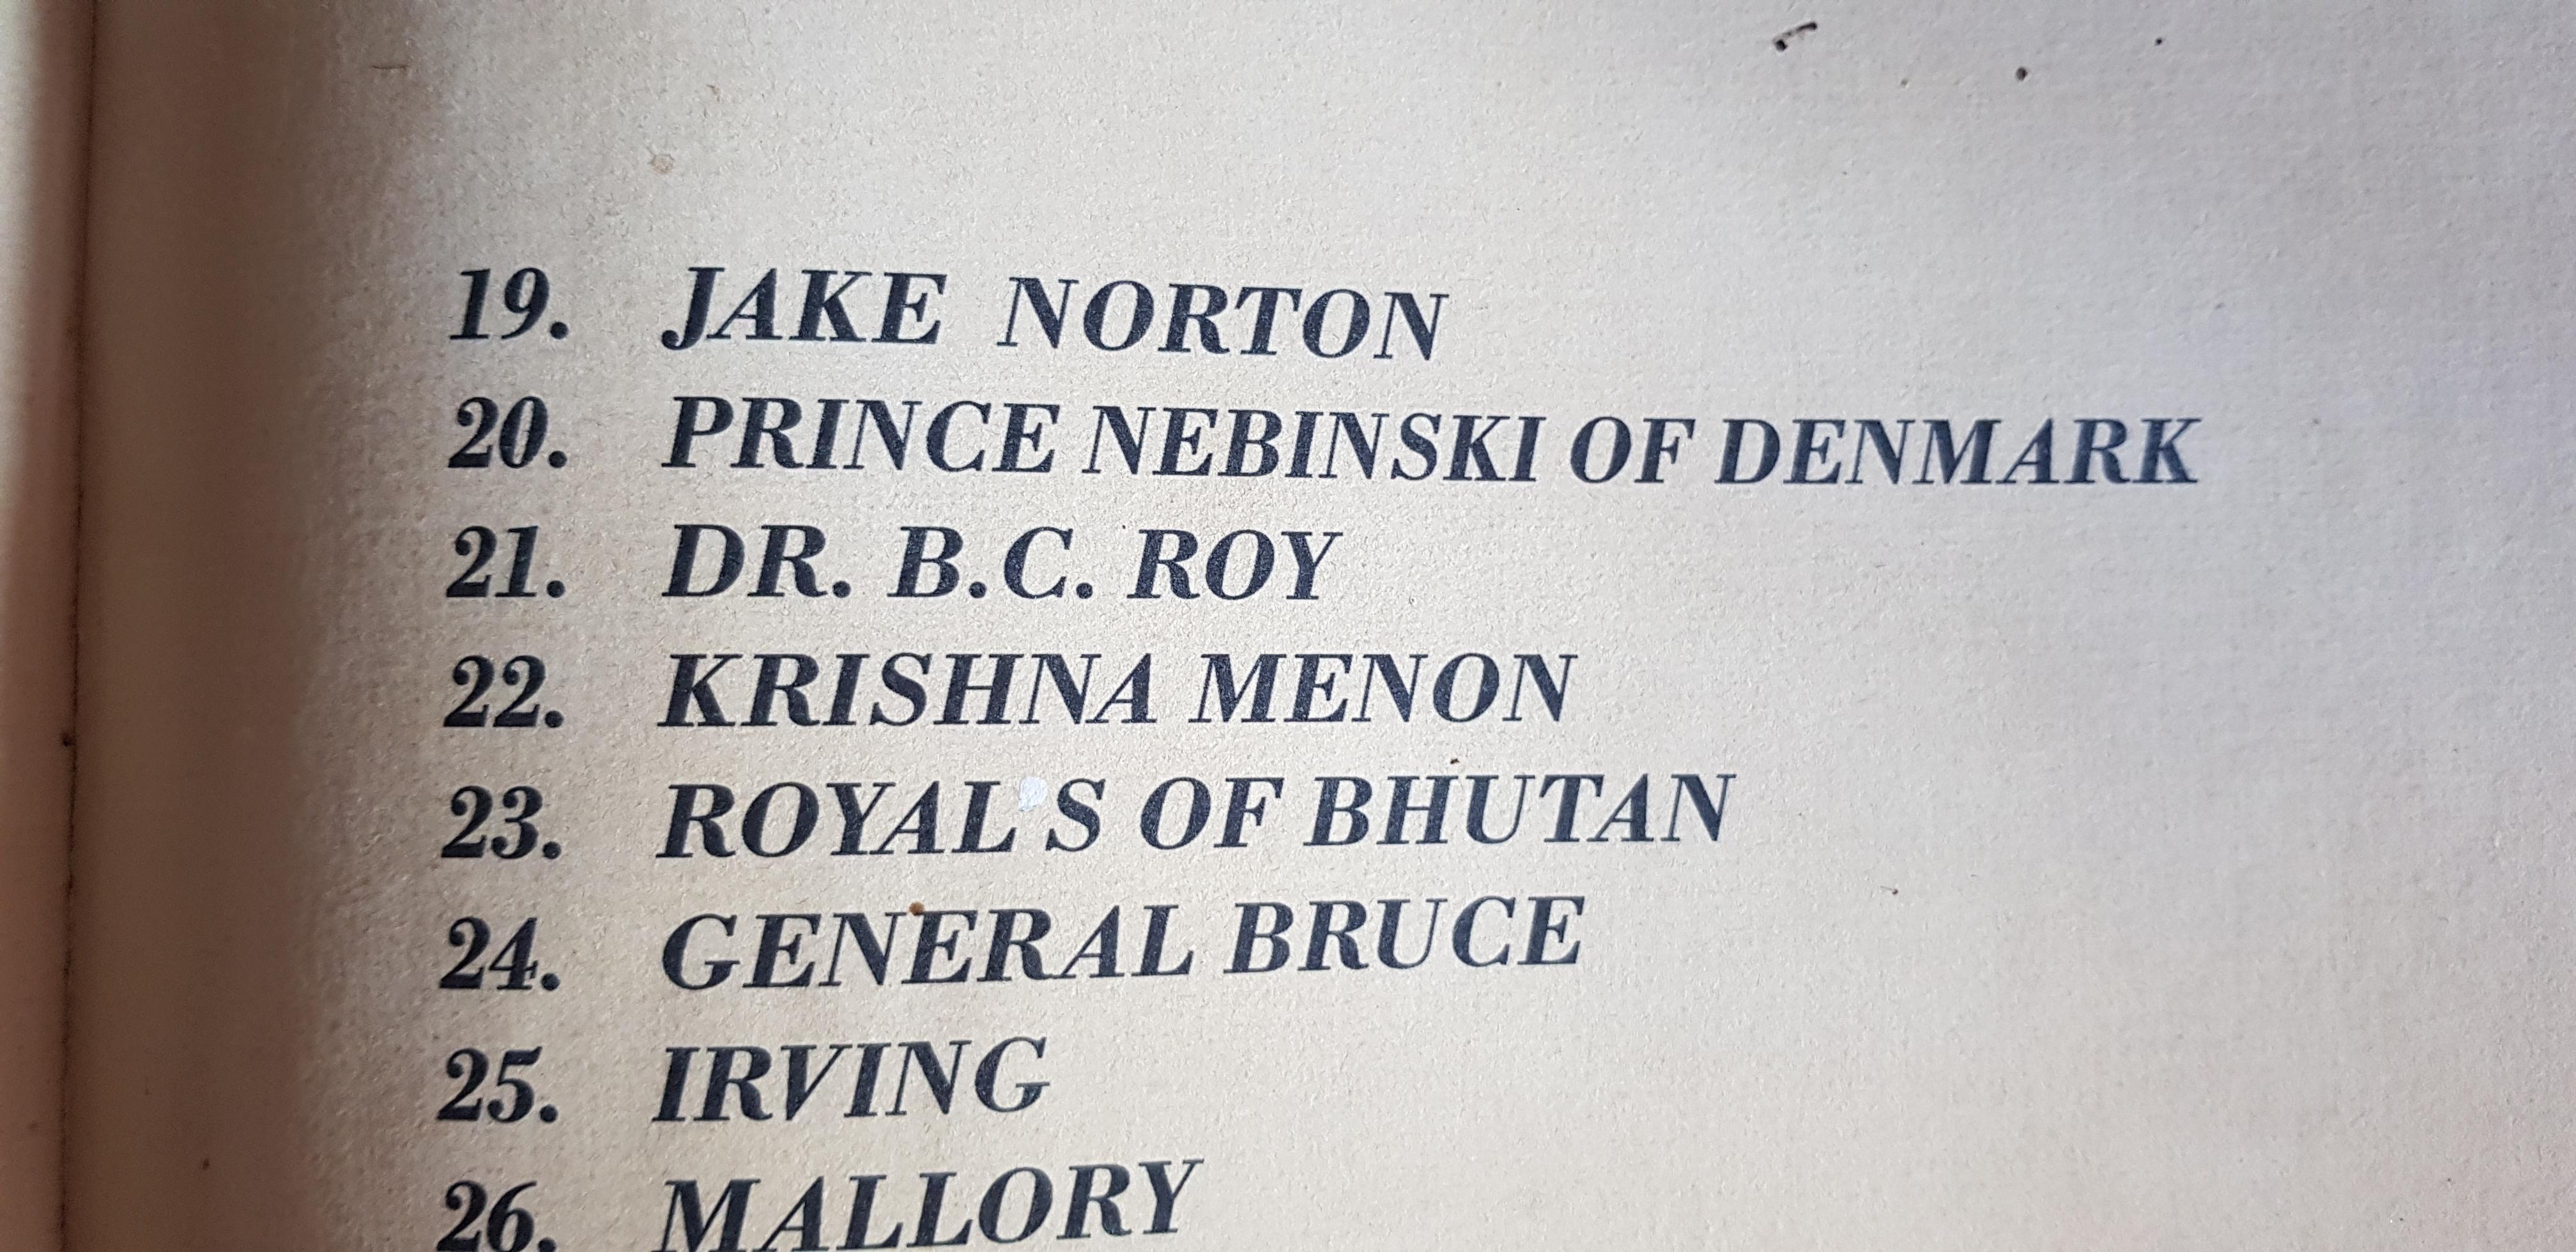 19. JAKE NORTON
20. PRINCE NEBINSKI OF DENMARK
21. DR. B.C. ROY
22. KRISHNA MENON
23. ROYAL S OF BHUTAN
24. GENERAL BRUCE
25. IRVING
26. MALLORY